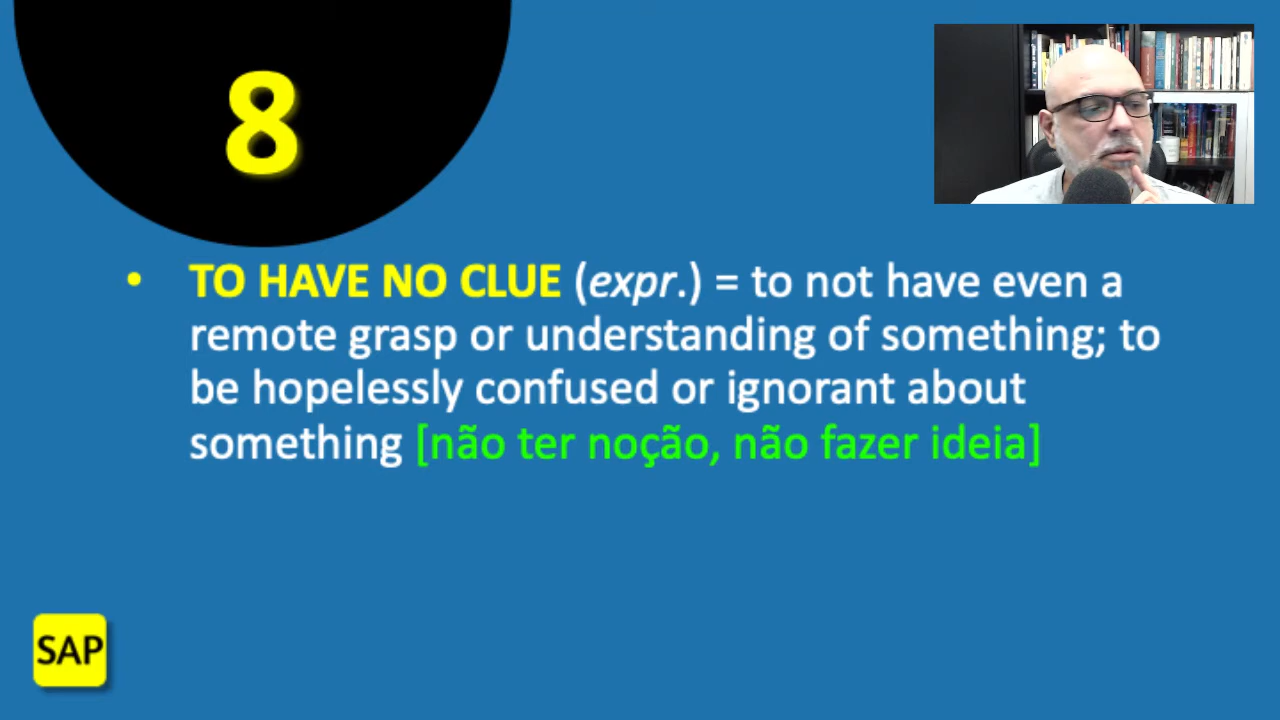 8
• TO HAVE NO CLUE (expr.) = to not have even a
remote grasp or understanding of something; to
be hopelessly confused or ignorant about
something [não ter noção, não fazer ideia]
SAP